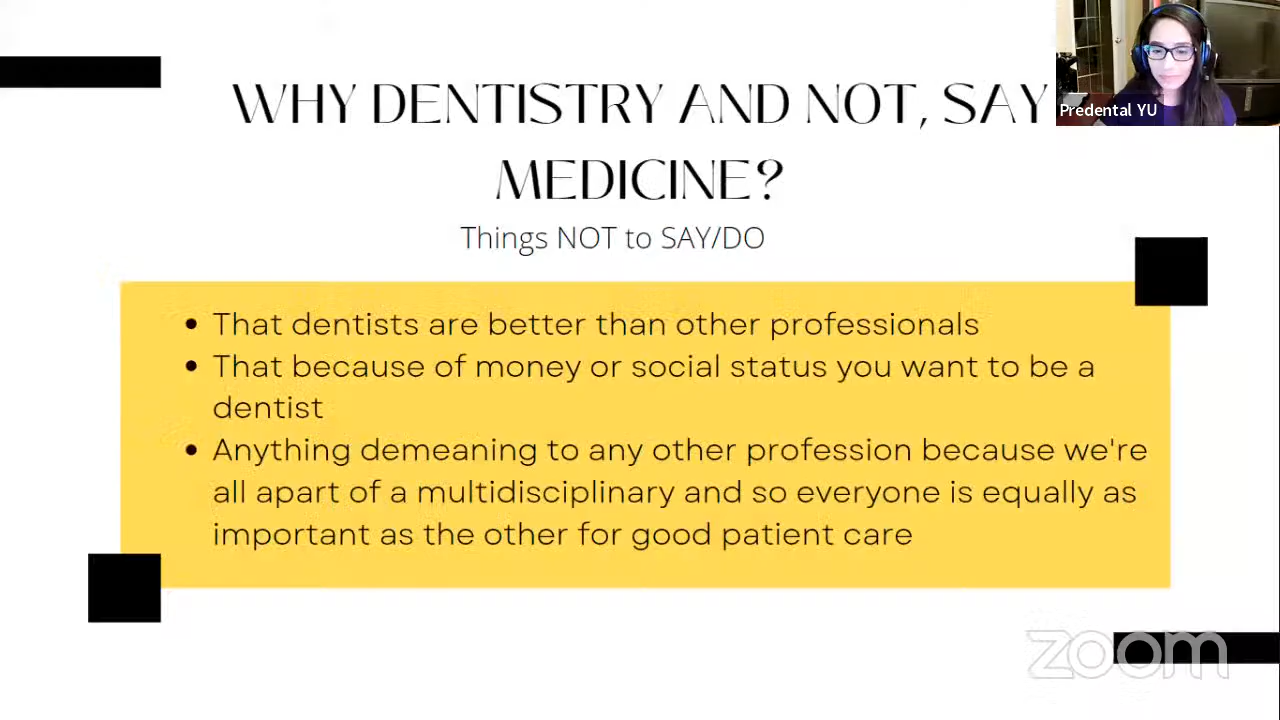 WHY DENTISTRY AND NOT, SAY
MEDICINE?
Things NOT to SAY/DO
Predental YU
• That dentists are better than other professionals
• That because of money or social status you want to be a
dentist
• Anything demeaning to any other profession because we're
all apart of a multidisciplinary and so everyone is equally as
important as the other for good patient care
zoom